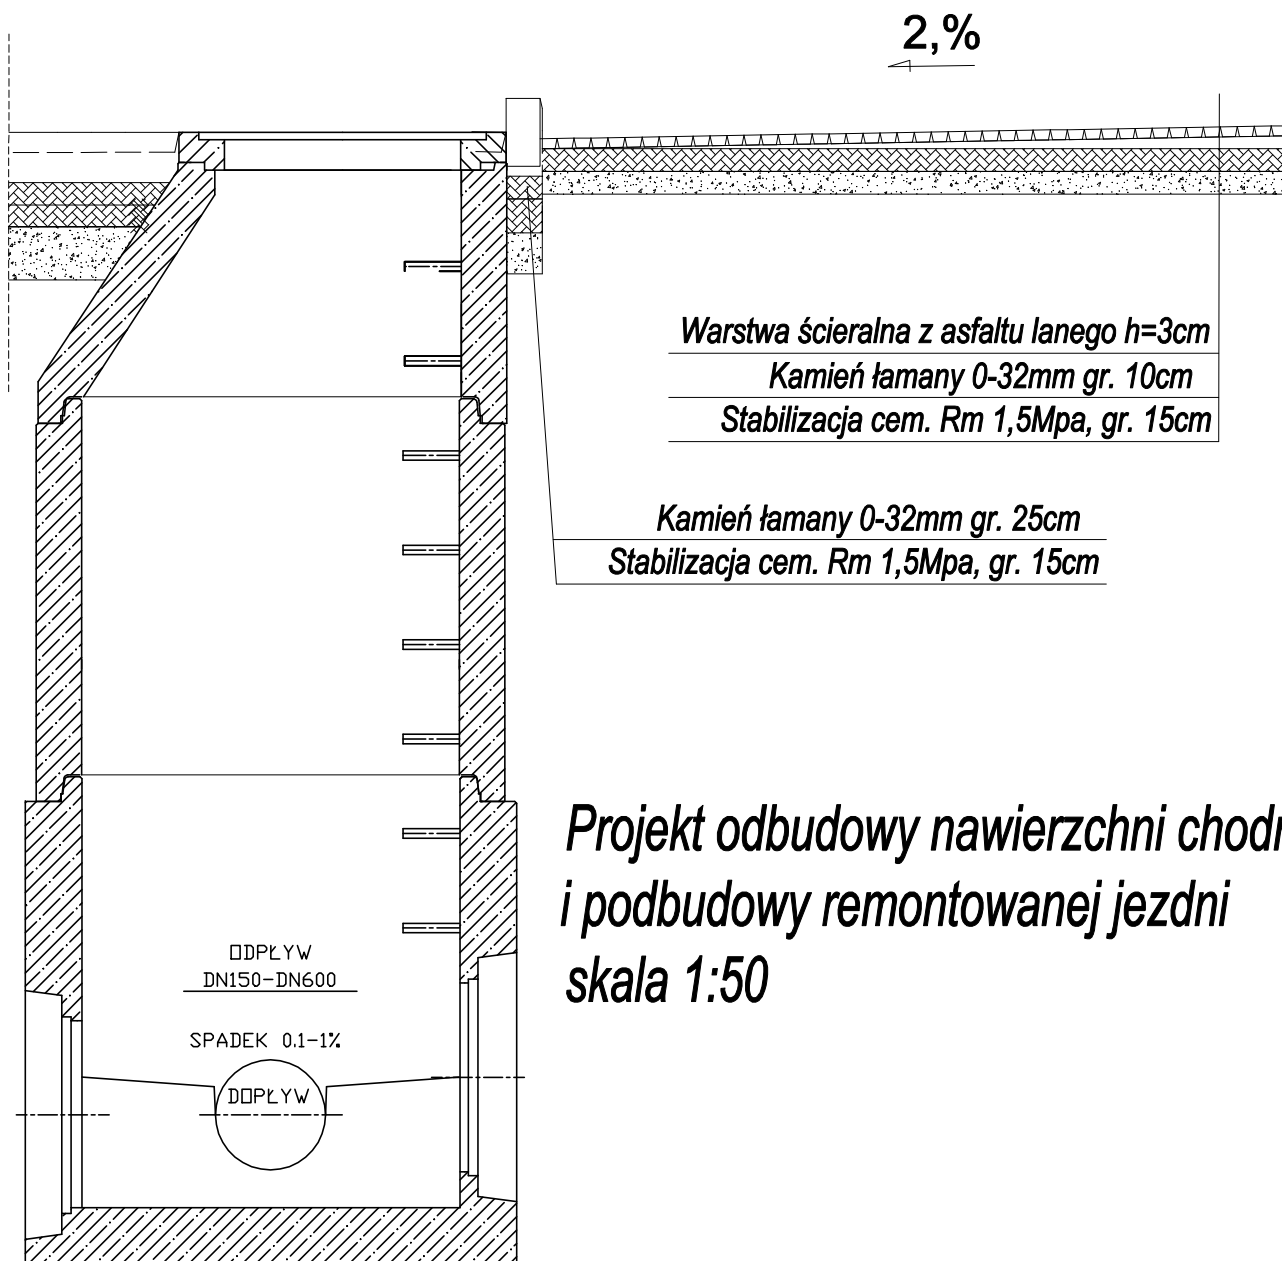 2,%
Warstwa ścieralna z asfaltu lanego h=3cm
Kamień łamany 0-32mm gr. 10cm
Stabilizacja cem. Rm 1,5Mpa, gr. 15cm
Kamień łamany 0-32mm gr. 25cm
Stabilizacja cem. Rm 1,5Mpa, gr. 15cm
Projekt odbudowy nawierzchni
i podbudowy remontowanej jezdni
skala 1:50
ODPŁYW
DN150-DN600
SPADEK 0.1-1%
DOPŁYW